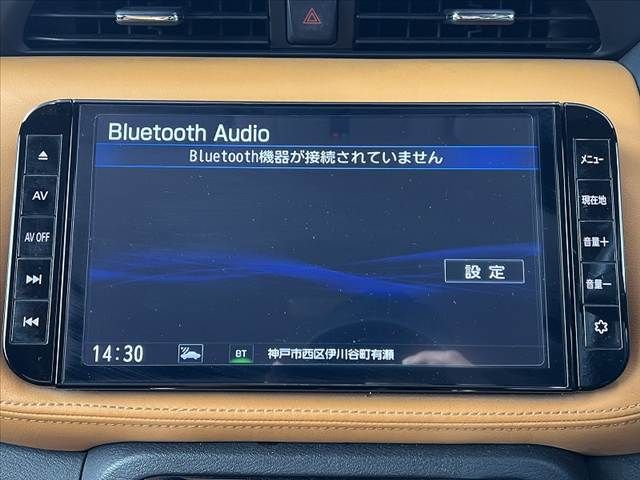 Bluetooth Audio
Bluetooth機器が接続されていません
AV
AV OFF
メニュー
現在地
音量＋
音量－
設定
14:30
BT
神戸市西区伊川谷町有瀬